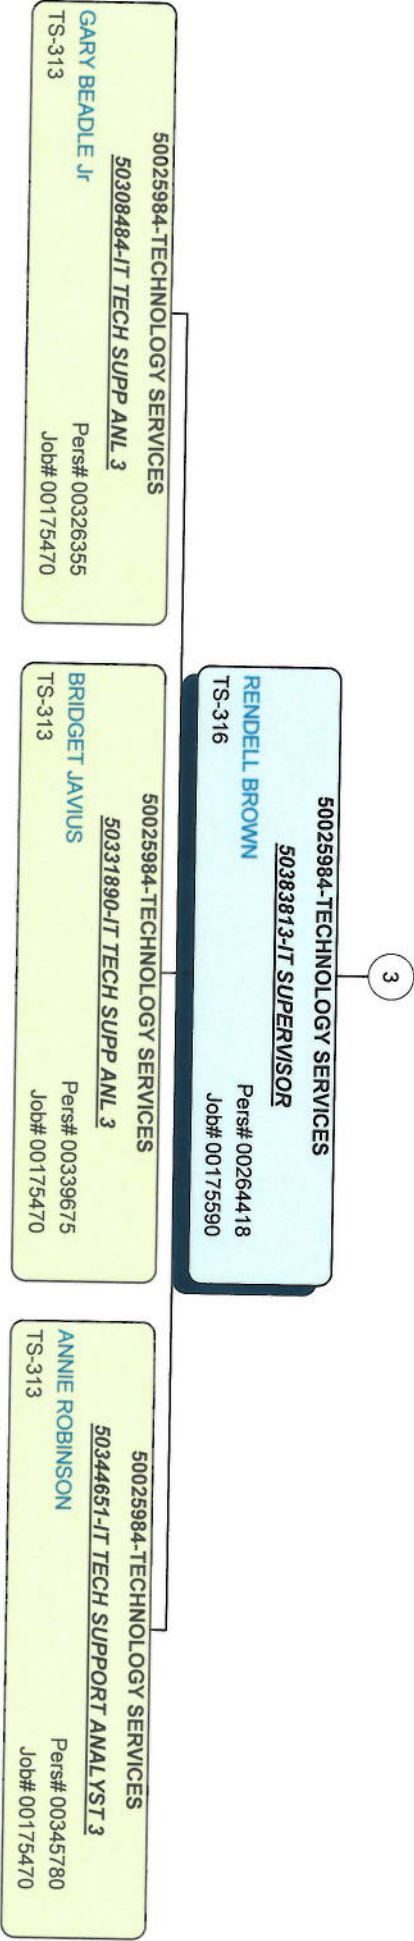 3
50025984-TECHNOLOGY SERVICES
50383813-IT SUPERVISOR
RENDELL BROWN
TS-316
Pers# 00264418
Job# 00175590
50025984-TECHNOLOGY SERVICES
50308484-IT TECH SUPP ANL 3
GARY BEADLE Jr
TS-313
Pers# 00326355
Job# 00175470
50025984-TECHNOLOGY SERVICES
50331890-IT TECH SUPP ANL 3
BRIDGET JAVIUS
TS-313
Pers# 00339675
Job# 00175470
50025984-TECHNOLOGY SERVICES
50344651-IT TECH SUPPORT ANALYST 3
ANNIE ROBINSON
TS-313
Pers# 00345780
Job# 00175470